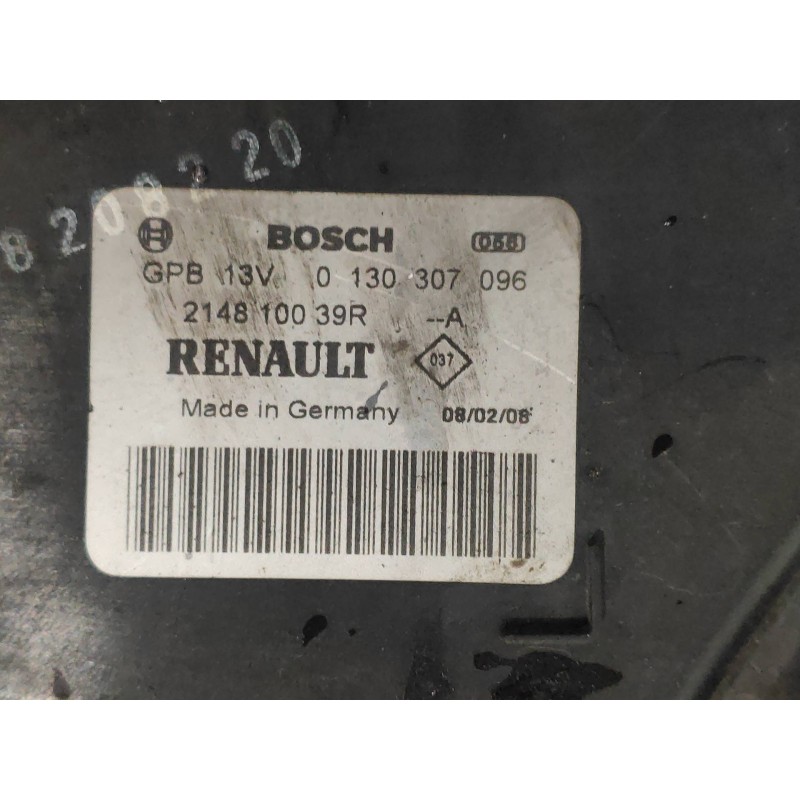 8208220
BOSCH 056
GPB 13V 0 130 307 096
2148 100 39R --A
RENAULT 037
Made in Germany 08/02/08